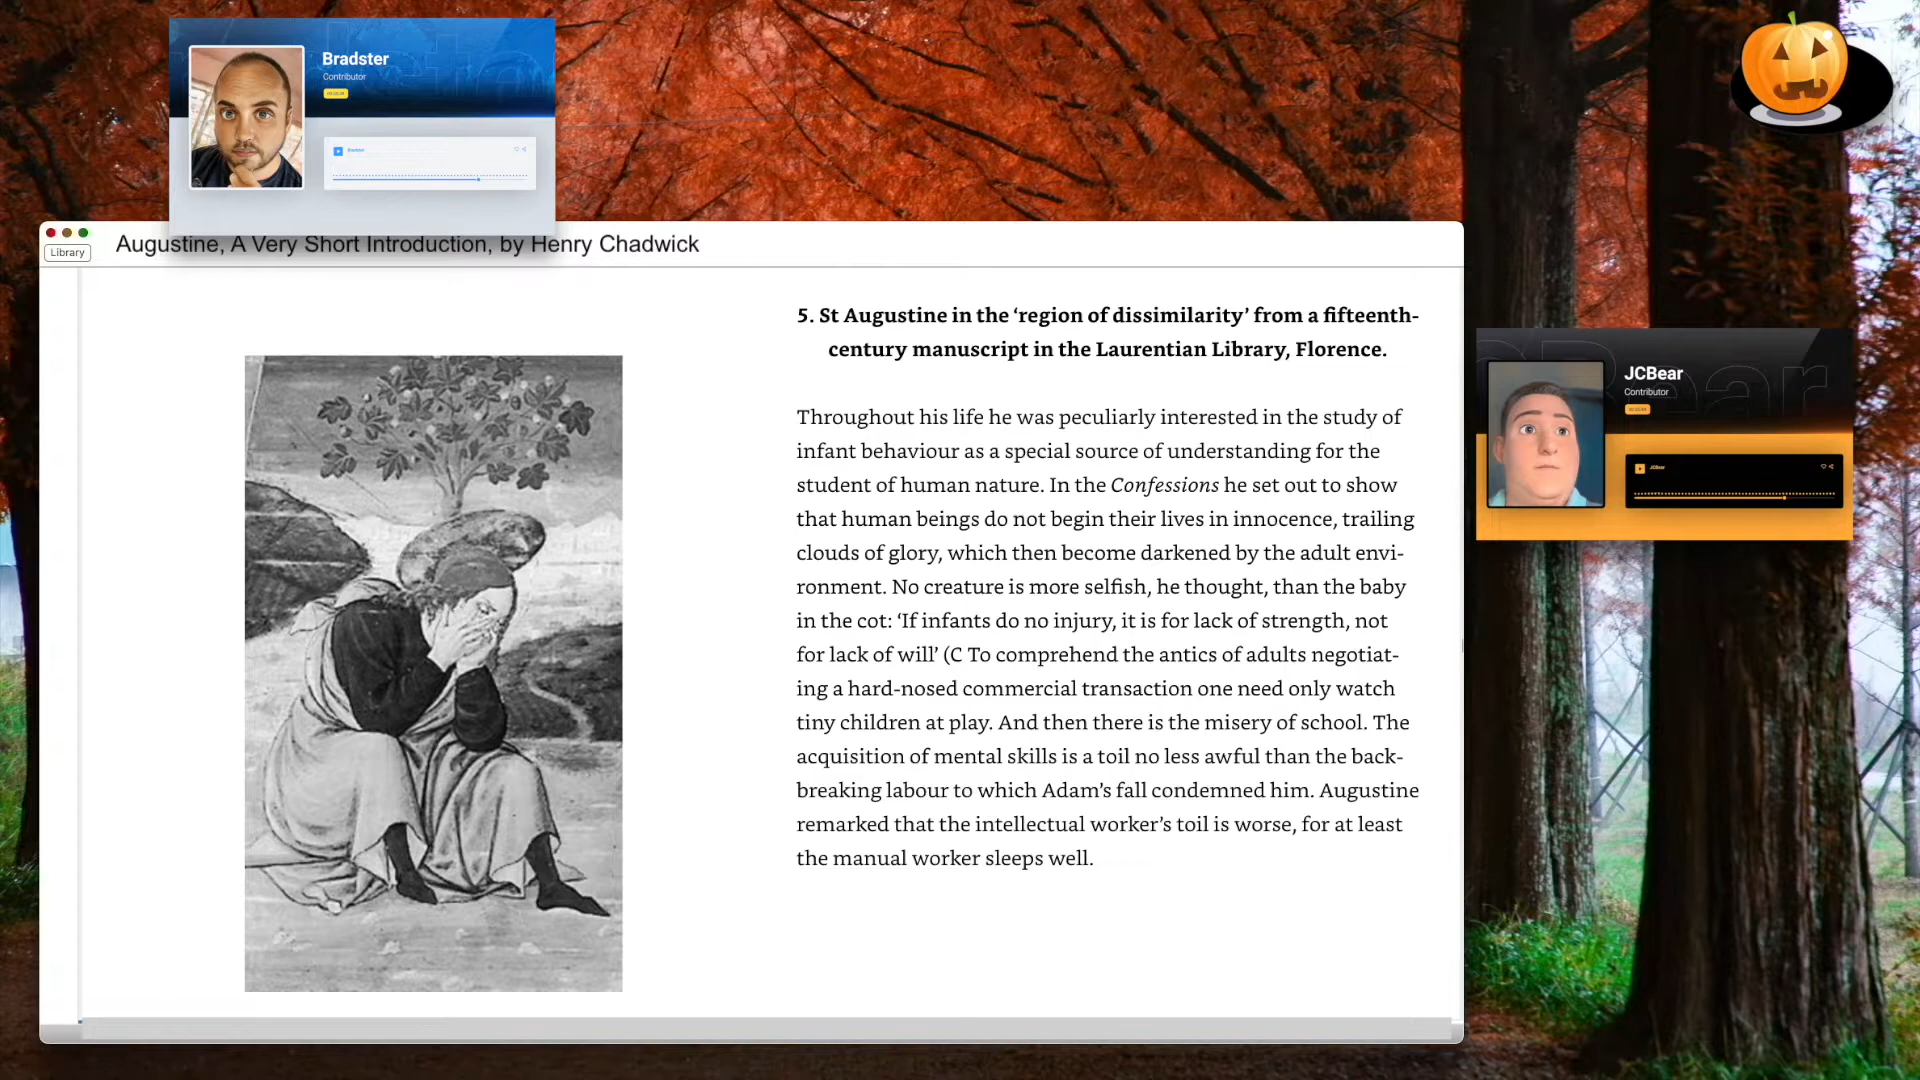 Bradster
Contributor
Bradster
Library
Augustine, A Very Short Introduction, by Henry Chadwick
5. St Augustine in the ‘region of dissimilarity’ from a fifteenth-
century manuscript in the Laurentian Library, Florence.
Throughout his life he was peculiarly interested in the study of
infant behaviour as a special source of understanding for the
student of human nature. In the Confessions he set out to show
that human beings do not begin their lives in innocence, trailing
clouds of glory, which then become darkened by the adult envi-
ronment. No creature is more selfish, he thought, than the baby
in the cot: ‘If infants do no injury, it is for lack of strength, not
for lack of will’ (C To comprehend the antics of adults negotiat-
ing a hard-nosed commercial transaction one need only watch
tiny children at play. And then there is the misery of school. The
acquisition of mental skills is a toil no less awful than the back-
breaking labour to which Adam’s fall condemned him. Augustine
remarked that the intellectual worker’s toil is worse, for at least
the manual worker sleeps well.
JCBear
Contributor
JCBear